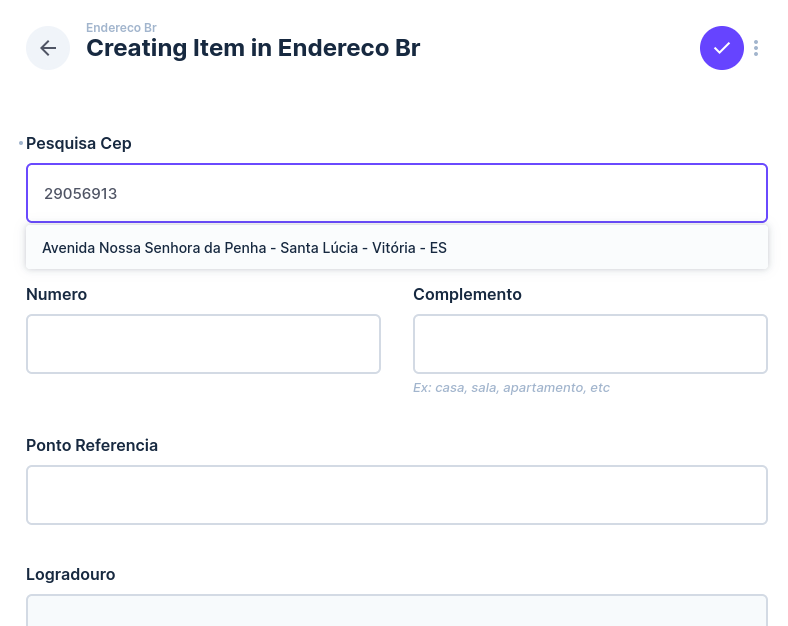 Endereco Br
Creating Item in Endereco Br
Pesquisa Cep
29056913
Avenida Nossa Senhora da Penha - Santa Lúcia - Vitória - ES
Numero
Complemento
Ex: casa, sala, apartamento, etc
Ponto Referencia
Logradouro